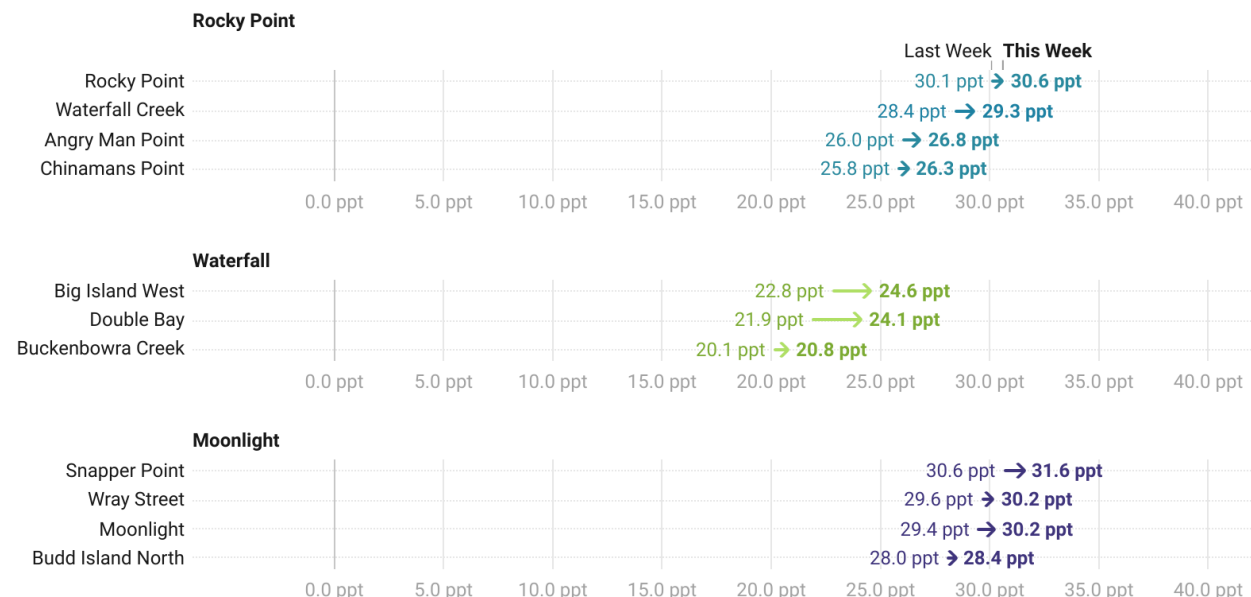 Rocky Point
Last Week This Week
Rocky Point 30.1 ppt 30.6 ppt
Waterfall Creek 28.4 ppt 29.3 ppt
Angry Man Point 26.0 ppt 26.8 ppt
Chinamans Point 25.8 ppt 26.3 ppt
0.0 ppt 5.0 ppt 10.0 ppt 15.0 ppt 20.0 ppt 25.0 ppt 30.0 ppt 35.0 ppt 40.0 ppt
Waterfall
Big Island West 22.8 ppt 24.6 ppt
Double Bay 21.9 ppt 24.1 ppt
Buckenbowra Creek 20.1 ppt 20.8 ppt
0.0 ppt 5.0 ppt 10.0 ppt 15.0 ppt 20.0 ppt 25.0 ppt 30.0 ppt 35.0 ppt 40.0 ppt
Moonlight
Snapper Point 30.6 ppt 31.6 ppt
Wray Street 29.6 ppt 30.2 ppt
Moonlight 29.4 ppt 30.2 ppt
Budd Island North 28.0 ppt 28.4 ppt
0.0 ppt 5.0 ppt 10.0 ppt 15.0 ppt 20.0 ppt 25.0 ppt 30.0 ppt 35.0 ppt 40.0 ppt